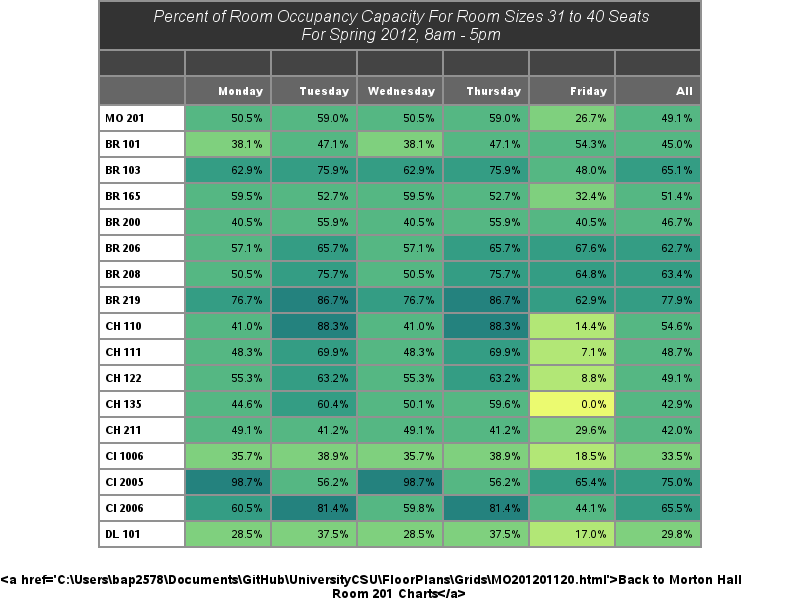 Percent of Room Occupancy Capacity For Room Sizes 31 to 40 Seats
For Spring 2012, 8am - 5pm
Monday Tuesday Wednesday Thursday Friday All
MO 201 50.5% 59.0% 50.5% 59.0% 26.7% 49.1%
BR 101 38.1% 47.1% 38.1% 47.1% 54.3% 45.0%
BR 103 62.9% 75.9% 62.9% 75.9% 48.0% 65.1%
BR 165 59.5% 52.7% 59.5% 52.7% 32.4% 51.4%
BR 200 40.5% 55.9% 40.5% 55.9% 40.5% 46.7%
BR 206 57.1% 65.7% 57.1% 65.7% 67.6% 62.7%
BR 208 50.5% 75.7% 50.5% 75.7% 64.8% 63.4%
BR 219 76.7% 86.7% 76.7% 86.7% 62.9% 77.9%
CH 110 41.0% 88.3% 41.0% 88.3% 14.4% 54.6%
CH 111 48.3% 69.9% 48.3% 69.9% 7.1% 48.7%
CH 122 55.3% 63.2% 55.3% 63.2% 8.8% 49.1%
CH 135 44.6% 60.4% 50.1% 59.6% 0.0% 42.9%
CH 211 49.1% 41.2% 49.1% 41.2% 29.6% 42.0%
CI 1006 35.7% 38.9% 35.7% 38.9% 18.5% 33.5%
CI 2005 98.7% 56.2% 98.7% 56.2% 65.4% 75.0%
CI 2006 60.5% 81.4% 59.8% 81.4% 44.1% 65.5%
DL 101 28.5% 37.5% 28.5% 37.5% 17.0% 29.8%
<a href='C:\Users\bap2578\Documents\GitHub\UniversityCSU\FloorPlans\Grids\MO201201120.html'>Back to Morton Hall
Room 201 Charts</a>